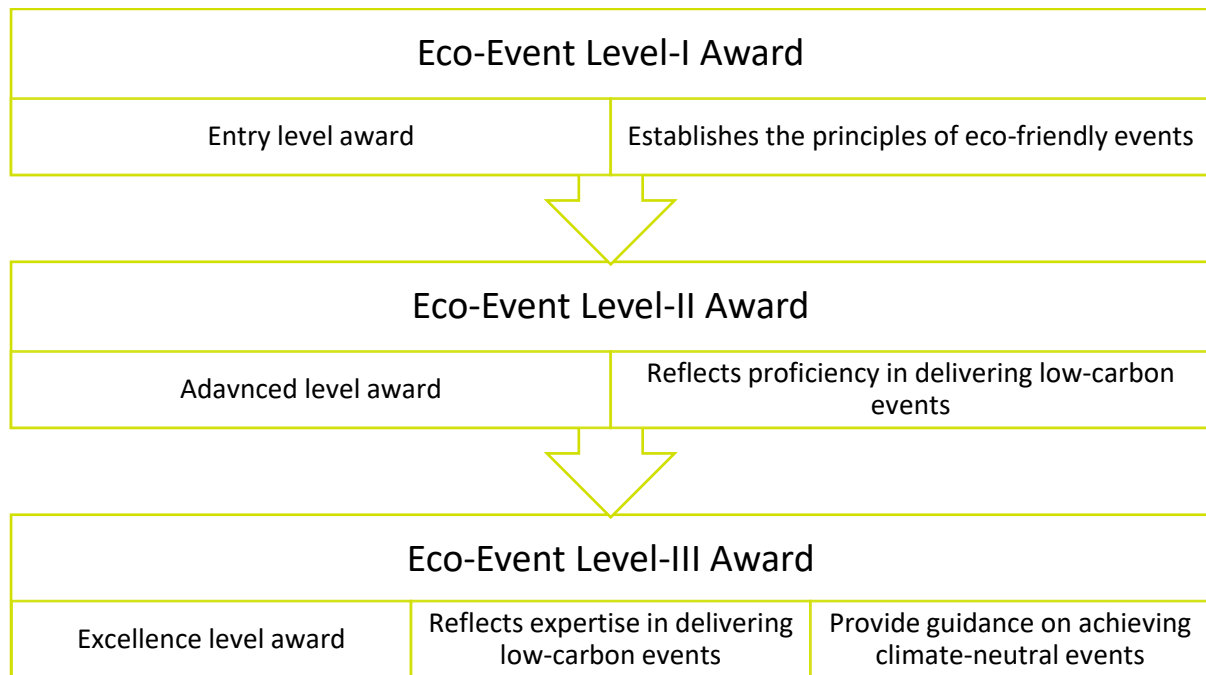 Eco-Event Level-I Award
Entry level award
Establishes the principles of eco-friendly events
Eco-Event Level-II Award
Adavnced level award
Reflects proficiency in delivering low-carbon
events
Eco-Event Level-III Award
Excellence level award
Reflects expertise in delivering
low-carbon events
Provide guidance on achieving
climate-neutral events